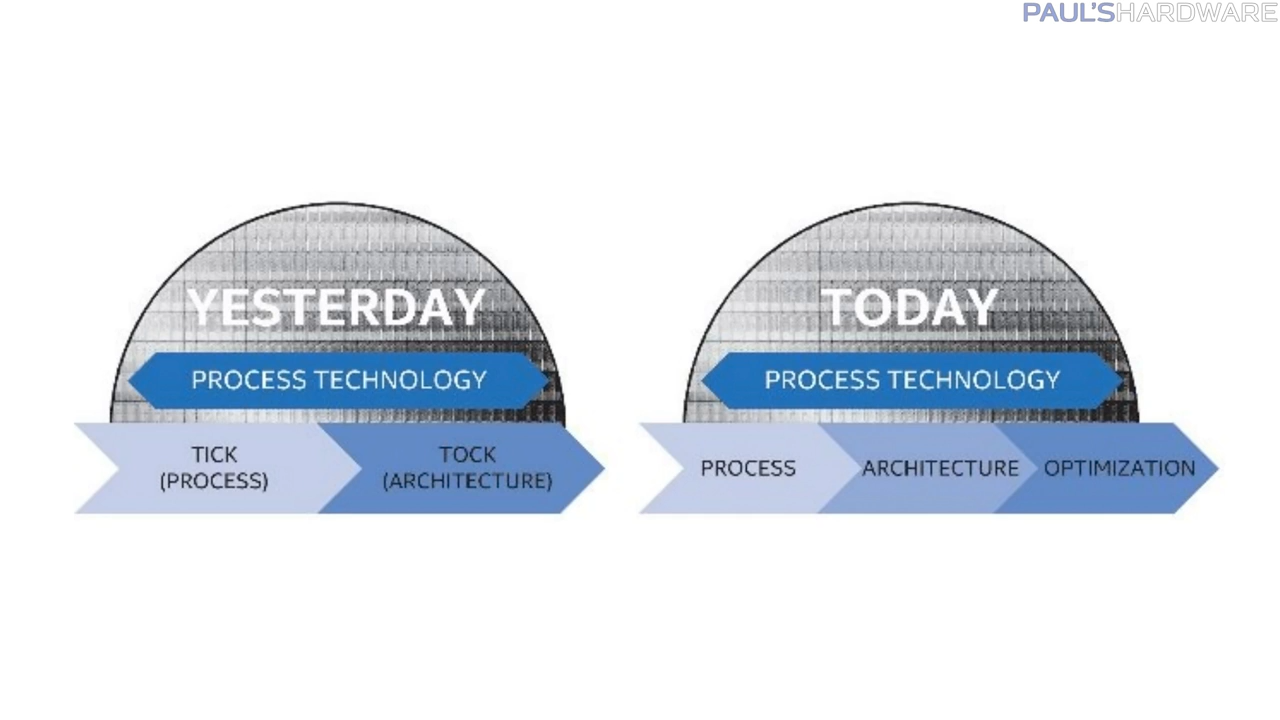 PAUL'SHARDWARE
YESTERDAY
PROCESS TECHNOLOGY
TICK
(PROCESS)
TOCK
(ARCHITECTURE)
TODAY
PROCESS TECHNOLOGY
PROCESS
ARCHITECTURE
OPTIMIZATION